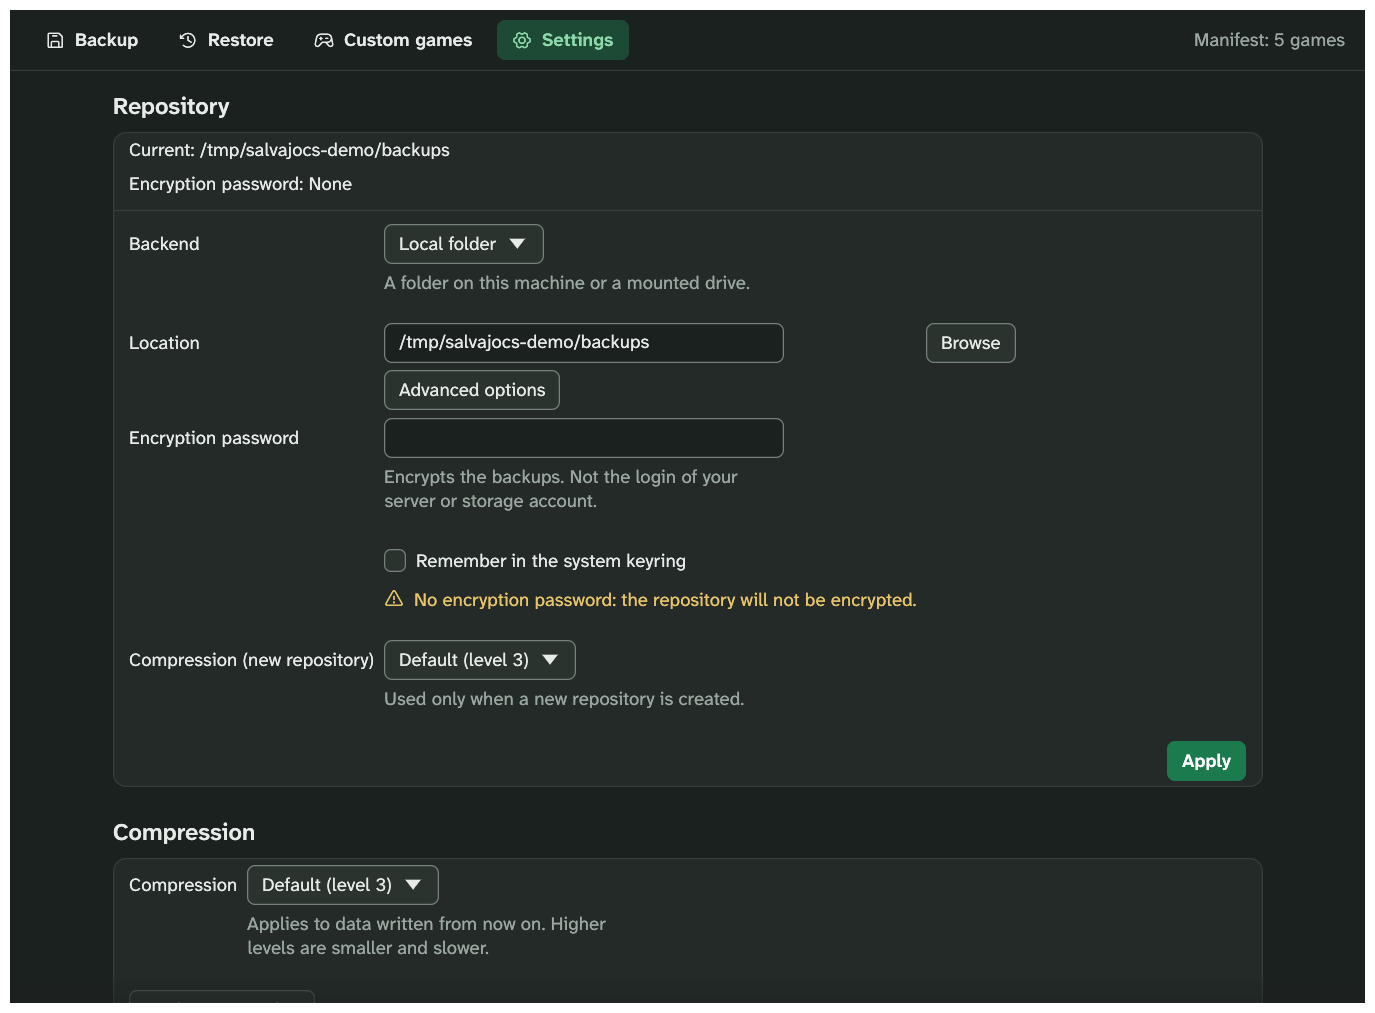 Backup
Restore
Custom games
Settings
Manifest: 5 games
Repository
Current: /tmp/salvajocs-demo/backups
Encryption password: None
Backend
Local folder
A folder on this machine or a mounted drive.
Location
/tmp/salvajocs-demo/backups
Browse
Advanced options
Encryption password
Encrypts the backups. Not the login of your
server or storage account.
Remember in the system keyring
No encryption password: the repository will not be encrypted.
Compression (new repository)
Default (level 3)
Used only when a new repository is created.
Apply
Compression
Compression
Default (level 3)
Applies to data written from now on. Higher
levels are smaller and slower.